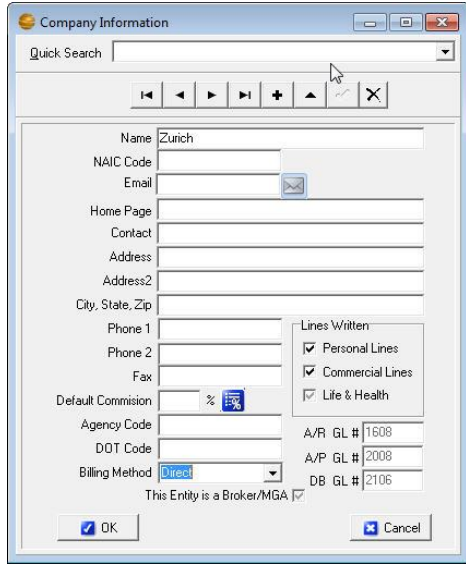 Company Information
Quick Search
Name Zurich
NAIC Code
Email
Home Page
Contact
Address
Address2
City, State, Zip
Phone 1
Phone 2
Fax
Default Commision %
Agency Code
DOT Code
Billing Method Direct
Lines Written
Personal Lines
Commercial Lines
Life & Health
A/R GL # 1608
A/P GL # 2008
DB GL # 2106
This Entity is a Broker/MGA
OK
Cancel